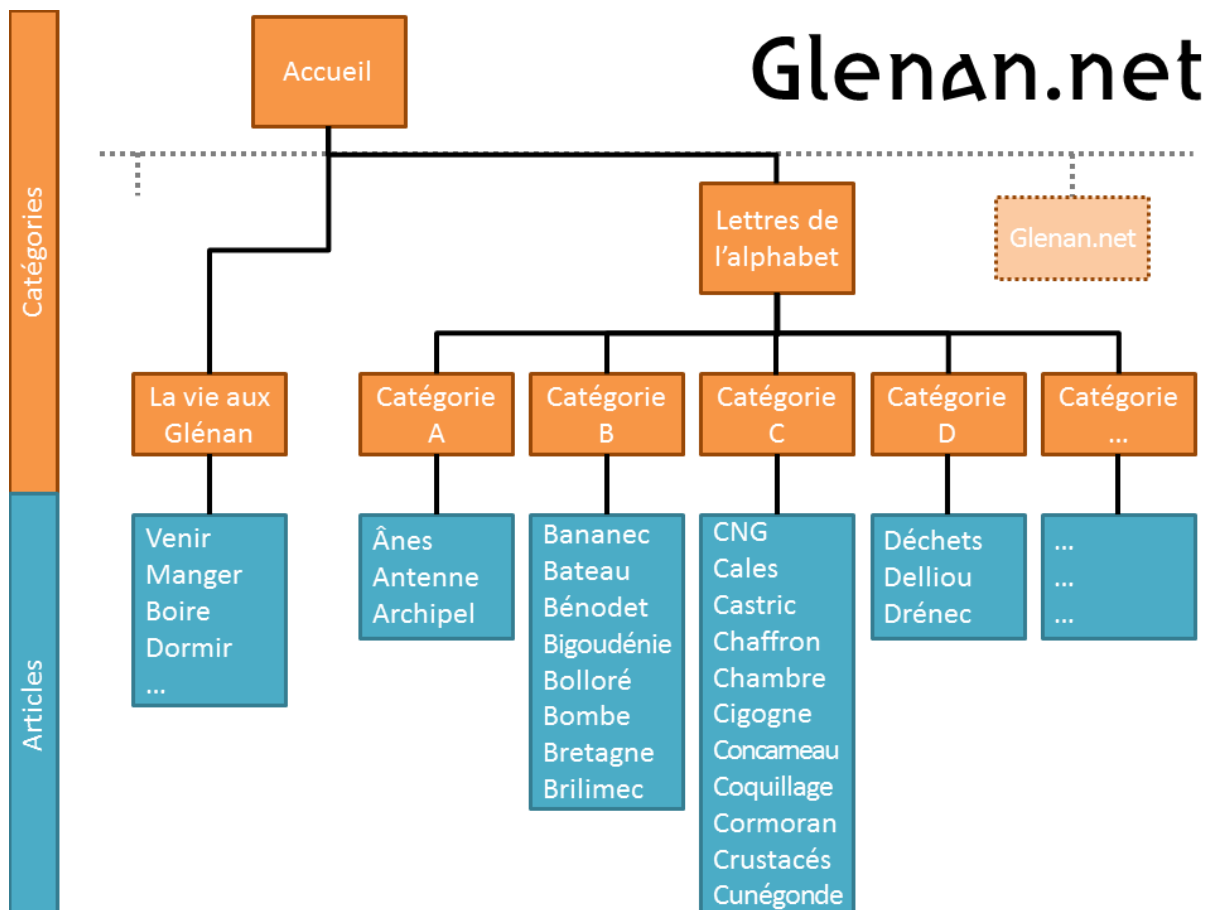 Glenan.net
Accueil
Catégories
Lettres de
l’alphabet
Glenan.net
La vie aux
Glénan
Catégorie
A
Catégorie
B
Catégorie
C
Catégorie
D
Catégorie
...
Articles
Venir
Manger
Boire
Dormir
...
Ânes
Antenne
Archipel
Bananec
Bateau
Bénodet
Bigoudénie
Bolloré
Bombe
Bretagne
Brilimec
CNG
Cales
Castric
Chaffron
Chambre
Cigogne
Concarneau
Coquillage
Cormoran
Crustacés
Cunégonde
Déchets
Delliou
Drénec
...
...
...